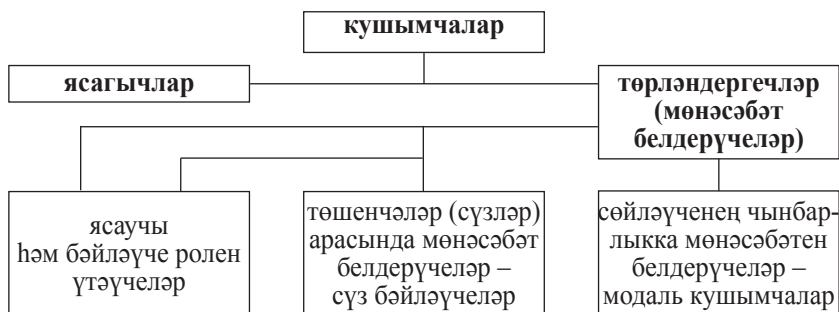 кушымчалар
ясагычлар
төрләндергечләр
(мөнәсәбәт
белдерүчеләр)
ясаучы
һәм бәйләүче ролен
үтәүчеләр
төшенчәләр (сүзләр)
арасында мөнәсәбәт
белдерүчеләр –
сүз бәйләүчеләр
сөйләүченең чынбар-
лыкка мөнәсәбәтен
белдерүчеләр –
модаль кушымчалар